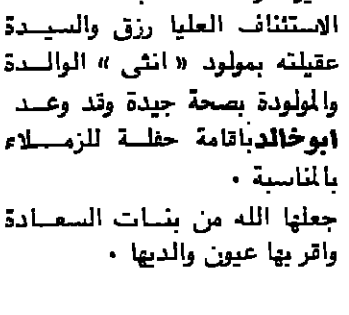 الاستئناف العليا رزق والسيدة
عقيلته بمولود « انثى » الوالدة
والمولودة بصحة جيدة وقد وعد
ابوخالدباقامة حفلة للزملاء
بالمناسبة .
جعلها الله من بنات السعادة
واقر بها عيون والديها .